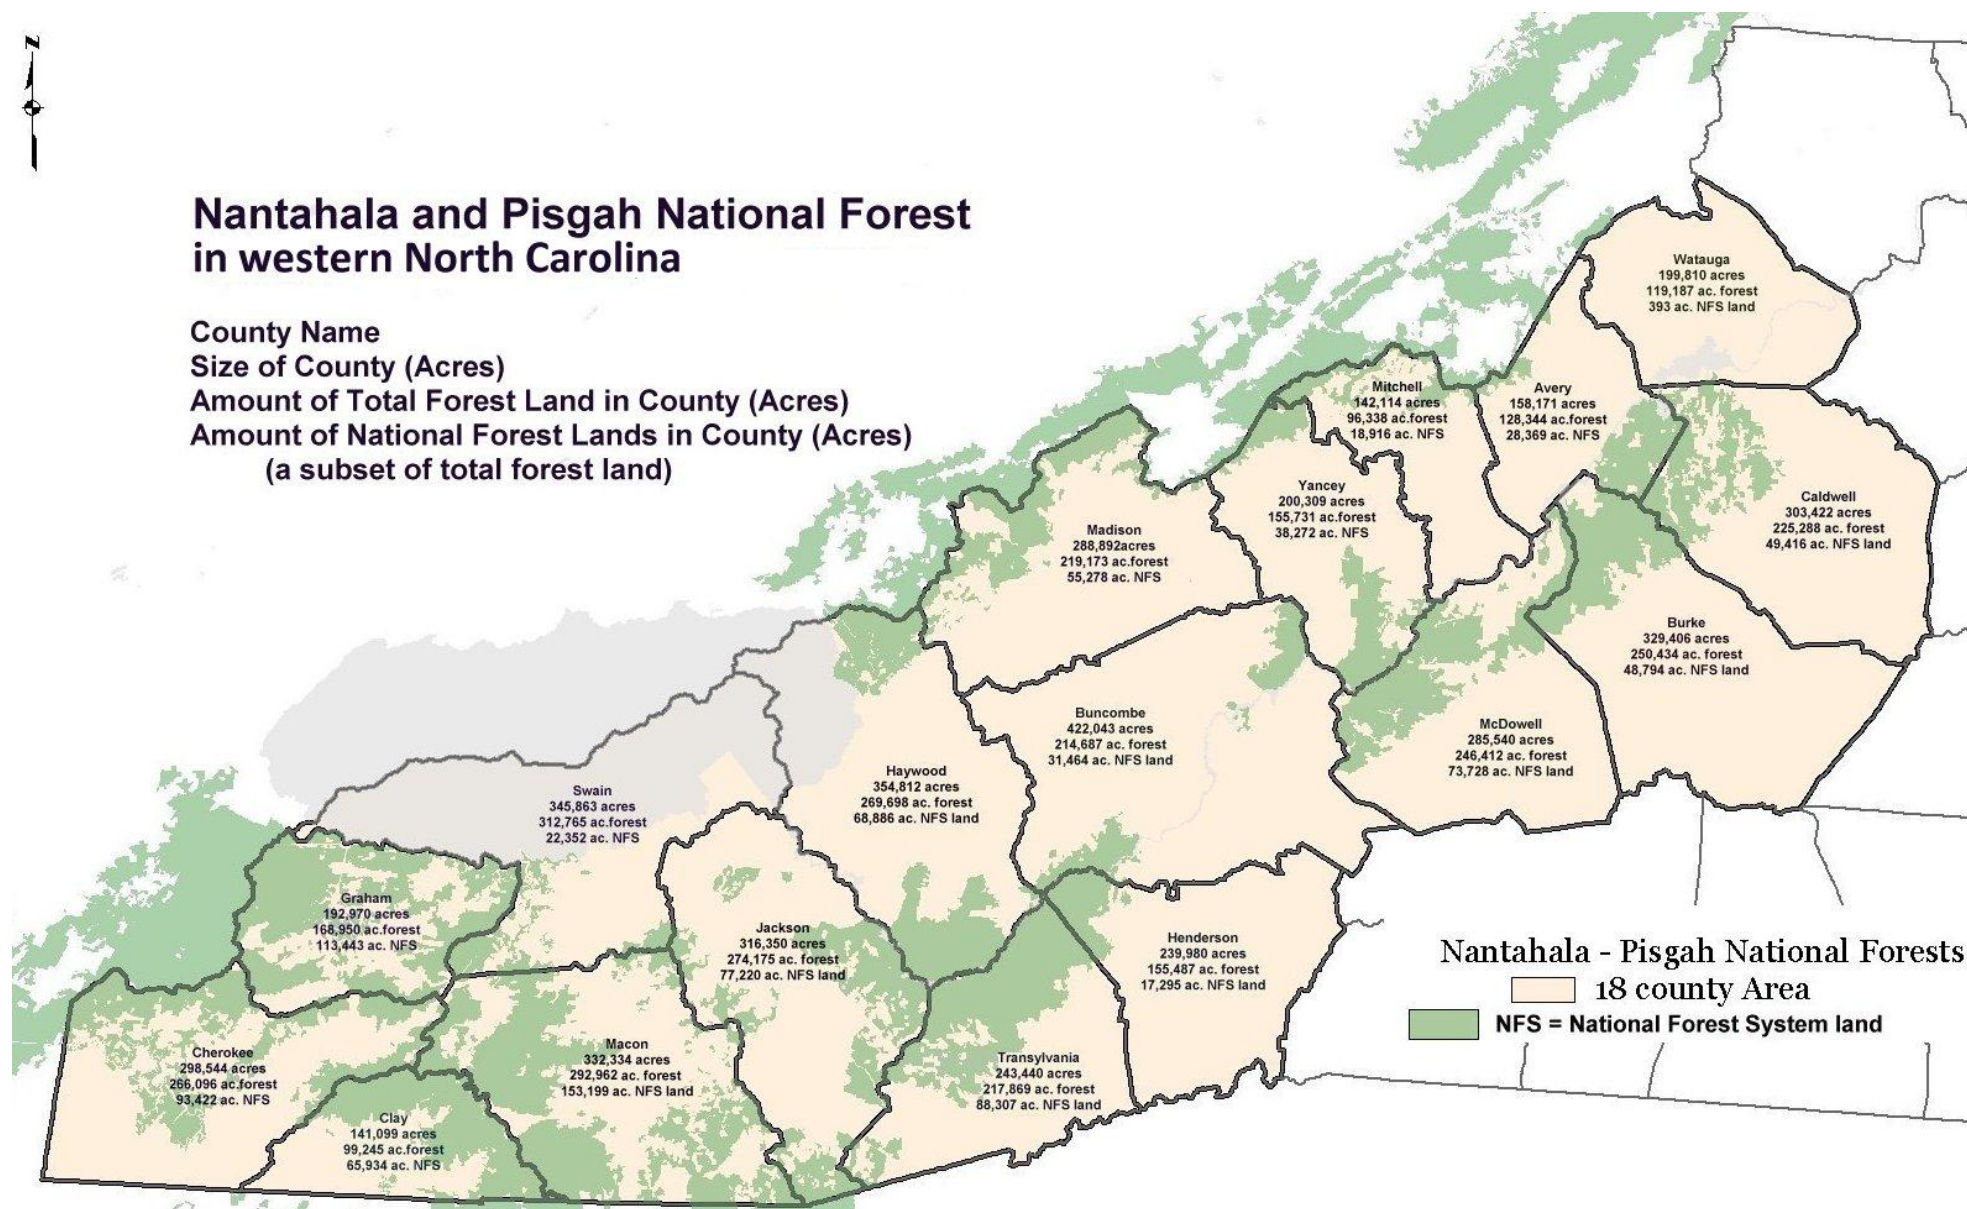 Z
Nantahala and Pisgah National Forest
in western North Carolina
County Name
Size of County (Acres)
Amount of Total Forest Land in County (Acres)
Amount of National Forest Lands in County (Acres)
(a subset of total forest land)
Watauga
199,810 acres
119,187 ac. forest
393 ac. NFS land
Mitchell
142,114 acres
96,338 ac.forest
18,916 ac. NFS
Avery
158,171 acres
128,344 ac.forest
28,369 ac. NFS
Yancey
200,309 acres
155,731 ac.forest
38,272 ac. NFS
Caldwell
303,422 acres
225,288 ac. forest
49,416 ac. NFS land
Madison
288,892acres
219,173 ac.forest
55,278 ac. NFS
Burke
329,406 acres
250,434 ac. forest
48,794 ac. NFS land
Buncombe
422,043 acres
214,687 ac. forest
31,464 ac. NFS land
McDowell
285,540 acres
246,412 ac. forest
73,728 ac. NFS land
Haywood
354,812 acres
269,698 ac. forest
68,886 ac. NFS land
Swain
345,863 acres
312,765 ac.forest
22,352 ac. NFS
Graham
192,970 acres
168,950 ac.forest
113,443 ac. NFS
Jackson
316,350 acres
274,175 ac. forest
77,220 ac. NFS land
Henderson
239,980 acres
155,487 ac. forest
17,295 ac. NFS land
Cherokee
298,544 acres
266,096 ac.forest
93,422 ac. NFS
Macon
332,334 acres
292,962 ac. forest
153,199 ac. NFS land
Transylvania
243,440 acres
217,869 ac. forest
88,307 ac. NFS land
Clay
141,099 acres
99,245 ac.forest
65,934 ac. NFS
Nantahala - Pisgah National Forests
18 county Area
NFS = National Forest System land